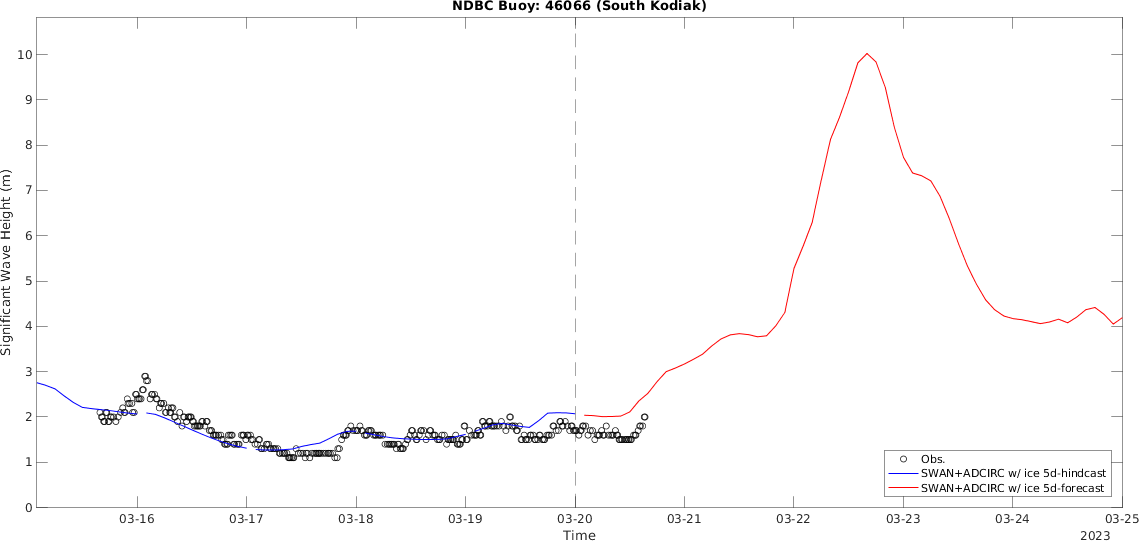 NDBC Buoy: 46066 (South Kodiak)
Significant Wave Height (m)
10
9
8
7
6
5
4
3
2
1
0
Obs.
SWAN+ADCIRC w/ ice 5d-hindcast
SWAN+ADCIRC w/ ice 5d-forecast
03-16 03-17 03-18 03-19 03-20 03-21 03-22 03-23 03-24 03-25
Time
2023